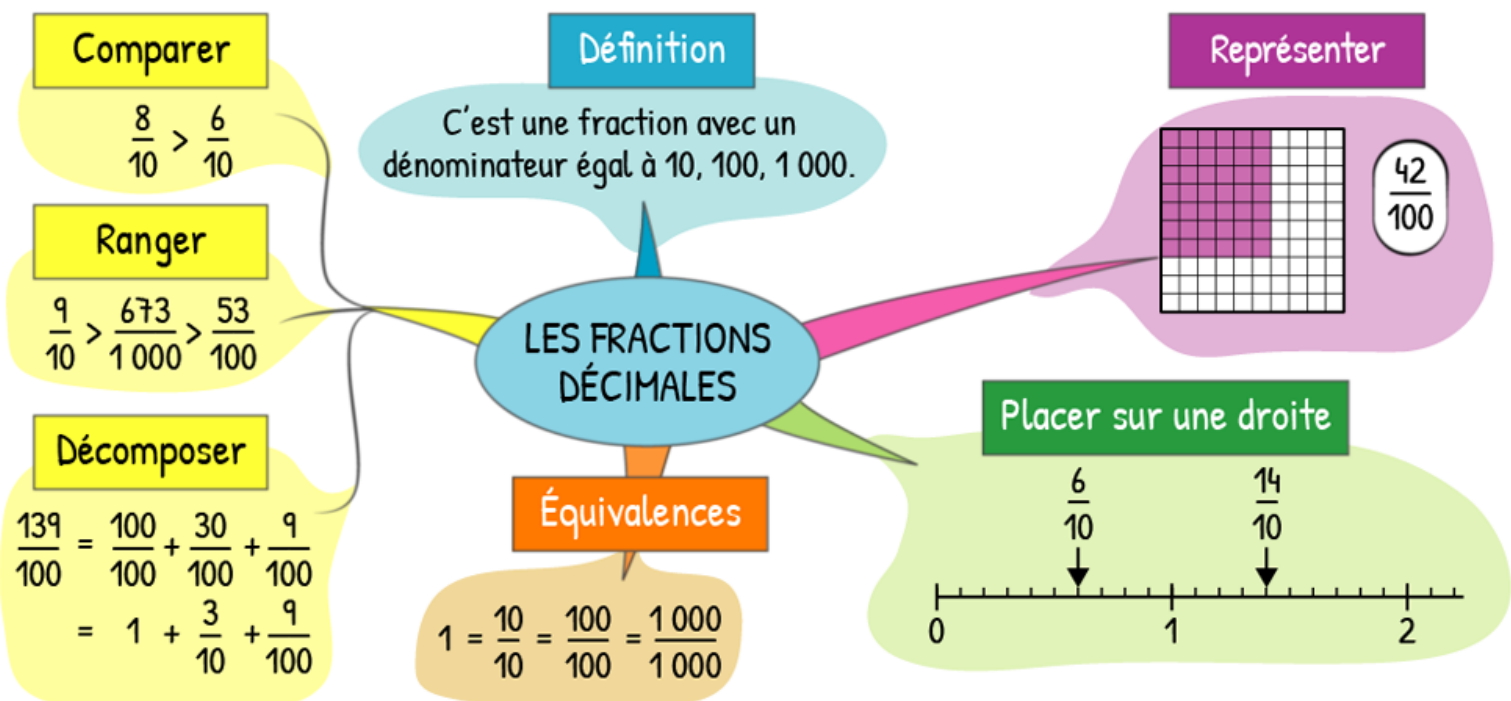 Comparer
8/10 > 6/10
Ranger
9/10 > 673/1 000 > 53/100
Décomposer
139/100 = 100/100 + 30/100 + 9/100
= 1 + 3/10 + 9/100
Définition
C'est une fraction avec un
dénominateur égal à 10, 100, 1 000.
LES FRACTIONS
DÉCIMALES
Équivalences
1 = 10/10 = 100/100 = 1 000/1 000
Représenter
42/100
Placer sur une droite
6/10 14/10
0 1 2